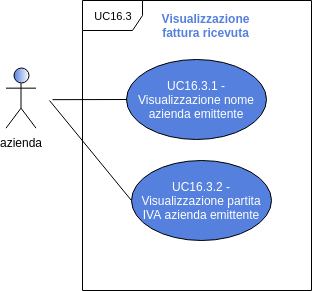 UC16.3
Visualizzazione
fattura ricevuta
UC16.3.1 -
Visualizzazione nome
azienda emittente
azienda
UC16.3.2 -
Visualizzazione partita
IVA azienda emittente